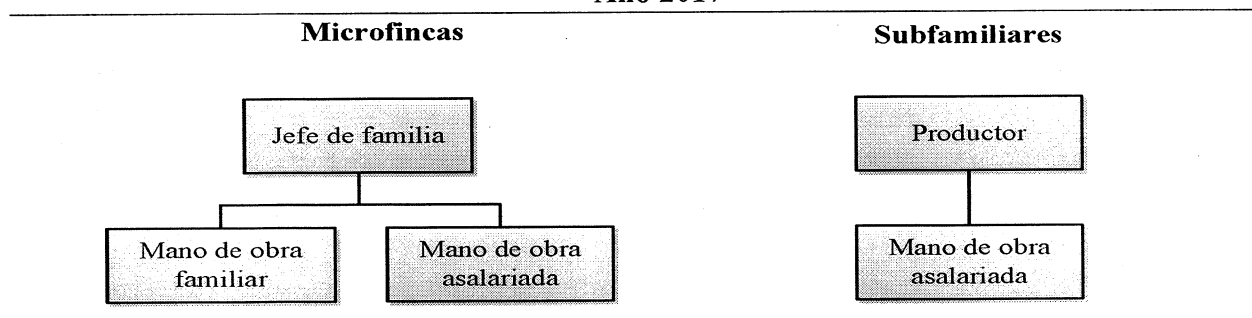 Microfincas
Subfamiliares
Jefe de familia
Productor
Mano de obra
familiar
Mano de obra
asalariada
Mano de obra
asalariada